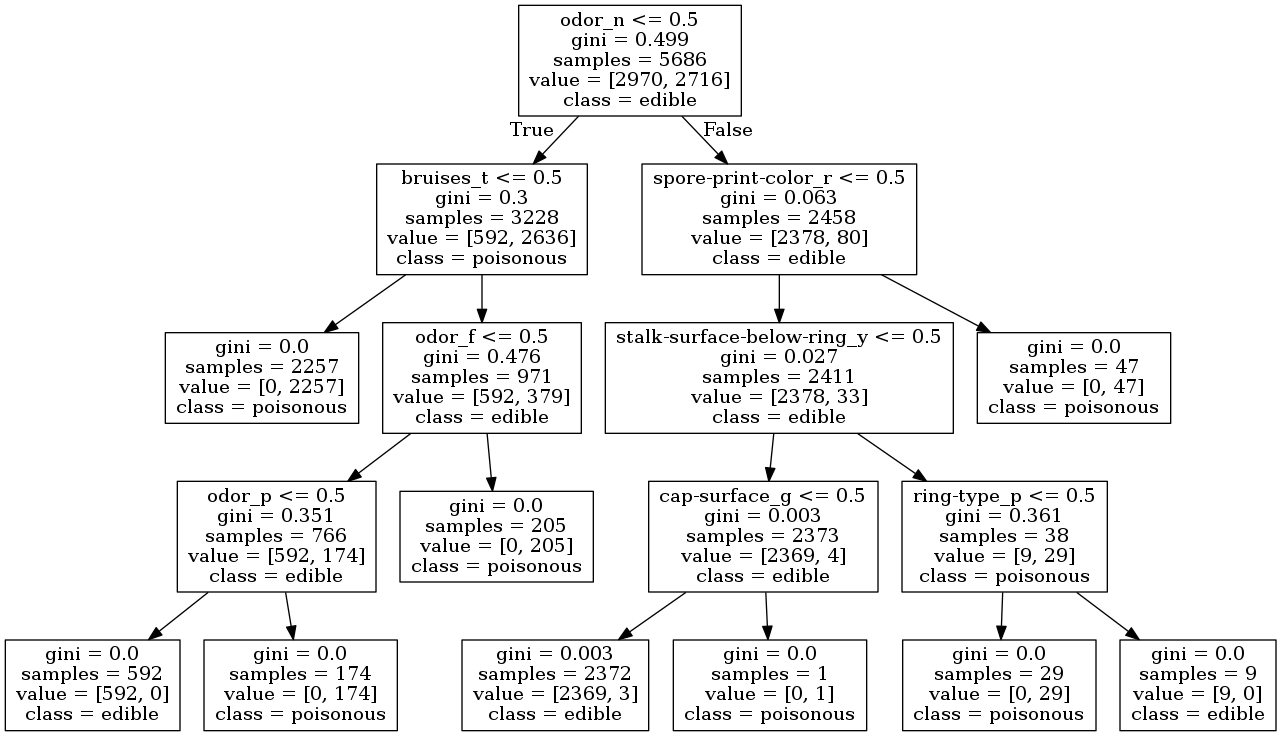 odor_n <= 0.5
gini = 0.499
samples = 5686
value = [2970, 2716]
class = edible
True
False
bruises_t <= 0.5
gini = 0.3
samples = 3228
value = [592, 2636]
class = poisonous
spore-print-color_r <= 0.5
gini = 0.063
samples = 2458
value = [2378, 80]
class = edible
gini = 0.0
samples = 2257
value = [0, 2257]
class = poisonous
odor_f <= 0.5
gini = 0.476
samples = 971
value = [592, 379]
class = edible
stalk-surface-below-ring_y <= 0.5
gini = 0.027
samples = 2411
value = [2378, 33]
class = edible
gini = 0.0
samples = 47
value = [0, 47]
class = poisonous
odor_p <= 0.5
gini = 0.351
samples = 766
value = [592, 174]
class = edible
gini = 0.0
samples = 205
value = [0, 205]
class = poisonous
cap-surface_g <= 0.5
gini = 0.003
samples = 2373
value = [2369, 4]
class = edible
ring-type_p <= 0.5
gini = 0.361
samples = 38
value = [9, 29]
class = poisonous
gini = 0.0
samples = 592
value = [592, 0]
class = edible
gini = 0.0
samples = 174
value = [0, 174]
class = poisonous
gini = 0.003
samples = 2372
value = [2369, 3]
class = edible
gini = 0.0
samples = 1
value = [0, 1]
class = poisonous
gini = 0.0
samples = 29
value = [0, 29]
class = poisonous
gini = 0.0
samples = 9
value = [9, 0]
class = edible